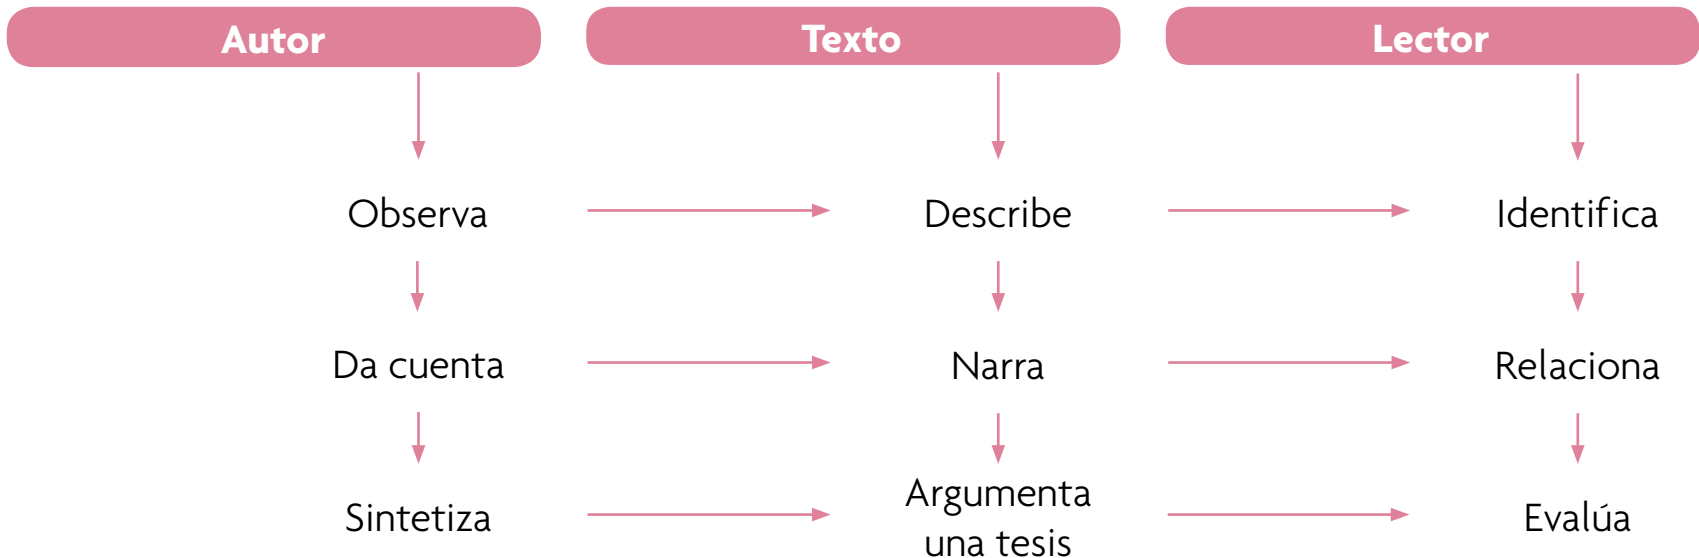 Autor
Texto
Lector
Observa
Describe
Identifica
Da cuenta
Narra
Relaciona
Sintetiza
Argumenta
una tesis
Evalúa